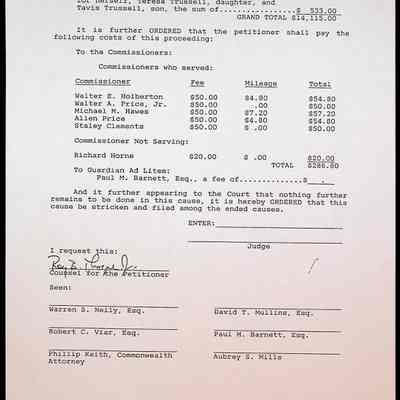 for herself, Teresa Trussell, daughter, and
Tavis Trussell, son, the sum of................$ 533.00
GRAND TOTAL $14,115.00
It is further ORDERED that the petitioner shall pay the
following costs of this proceeding:
To the Commissioners:
Commissioners who served:
Commissioner Fee Mileage Total
Walter E. Holberton $50.00 $4.80 $54.80
Walter A. Price, Jr. $50.00 .00 $50.00
Michael M. Hawes $50.00 $7.20 $57.20
Allen Price $50.00 $4.80 $54.80
Staley Clements $50.00 $ .00 $50.00
Commissioner Not Serving:
Richard Horne $20.00 $ .00 $20.00
TOTAL $286.80
To Guardian Ad Litem:
Paul M. Barnett, Esq., a fee of..............$ .
And it further appearing to the Court that nothing further
remains to be done in this cause, it is hereby ORDERED that this
cause be stricken and filed among the ended causes.
ENTER:
Judge
I request this:
Counsel for the Petitioner
Seen:
Warren S. Neily, Esq. David T. Mullins, Esq.
Robert C. Viar, Esq. Paul M. Barnett, Esq.
Phillip Keith, Commonwealth Aubrey S. Mills
Attorney